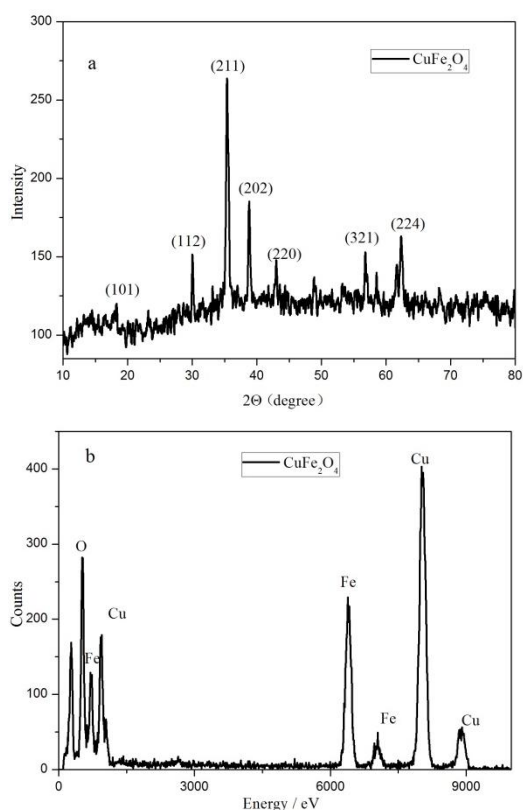 300
a
(211)
CuFe₂O₄
250
Intensity
200
(202)
(112)
(321)
(224)
(220)
150
(101)
100
10 20 30 40 50 60 70 80
2Θ（degree）
b
CuFe₂O₄
Cu
400
O
300
Counts
Fe
200
Cu
Fe
100
Fe
Cu
0
0 3000 6000 9000
Energy / eV